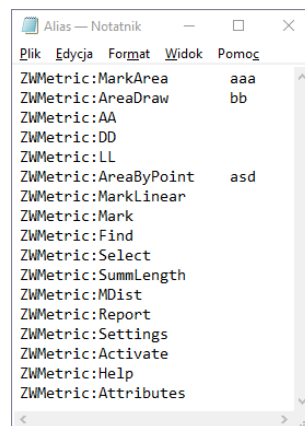 Alias — Notatnik
Plik Edycja Format Widok Pomoc
ZWMetric:MarkArea aaa
ZWMetric:AreaDraw bb
ZWMetric:AA
ZWMetric:DD
ZWMetric:LL
ZWMetric:AreaByPoint asd
ZWMetric:MarkLinear
ZWMetric:Mark
ZWMetric:Find
ZWMetric:Select
ZWMetric:SummLength
ZWMetric:MDist
ZWMetric:Report
ZWMetric:Settings
ZWMetric:Activate
ZWMetric:Help
ZWMetric:Attributes